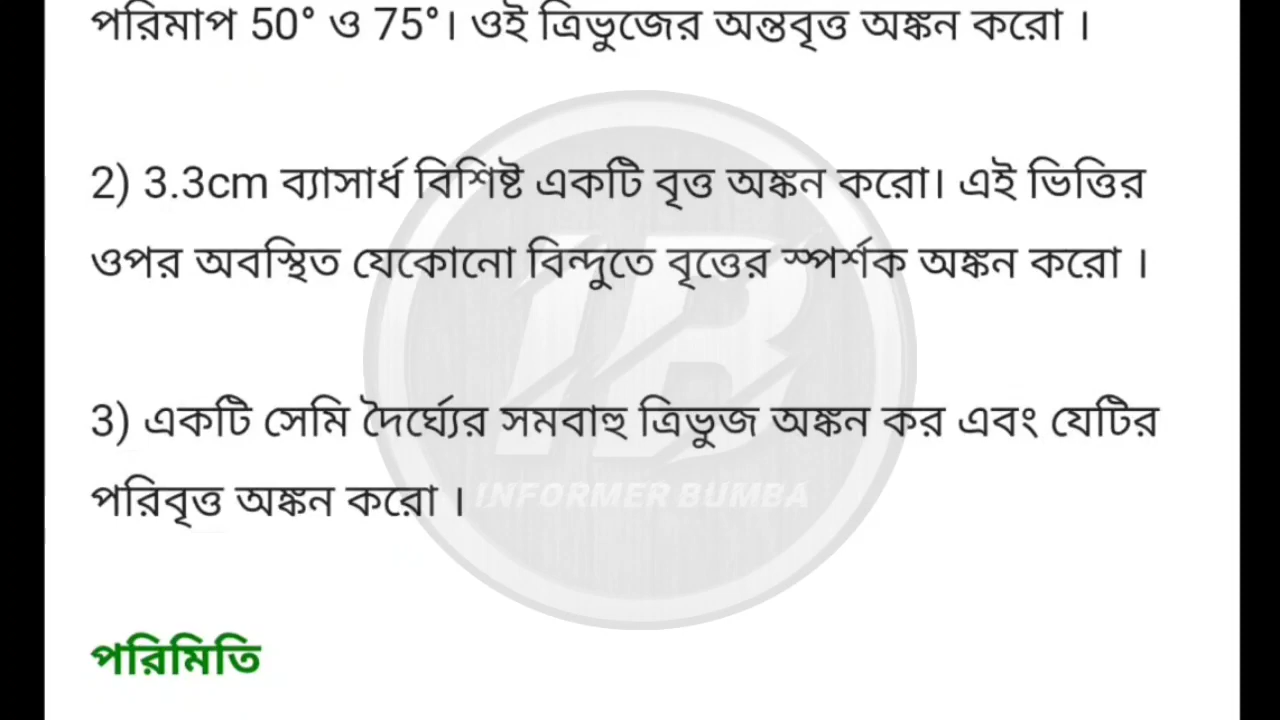 পরিমাপ 50° ও 75°। ওই ত্রিভুজের অন্তবৃত্ত অঙ্কন করো ।
2) 3.3cm ব্যাসার্ধ বিশিষ্ট একটি বৃত্ত অঙ্কন করো। এই ভিত্তির
ওপর অবস্থিত যেকোনো বিন্দুতে বৃত্তের স্পর্শক অঙ্কন করো ।
3) একটি সেমি দৈর্ঘ্যের সমবাহু ত্রিভুজ অঙ্কন কর এবং যেটির
পরিবৃত্ত অঙ্কন করো ।
INFORMER BUMBA
পরিমিতি